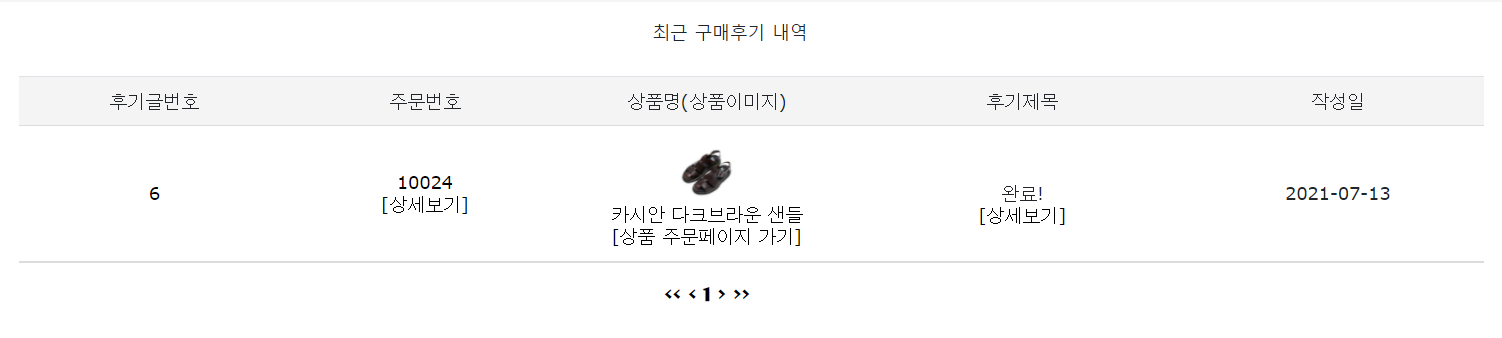 최근 구매후기 내역
후기글번호 주문번호 상품명(상품이미지) 후기제목 작성일
6 10024 [상세보기] 카시안 다크브라운 샌들 [상품 주문페이지 가기] 완료! [상세보기] 2021-07-13
<< < 1 > >>